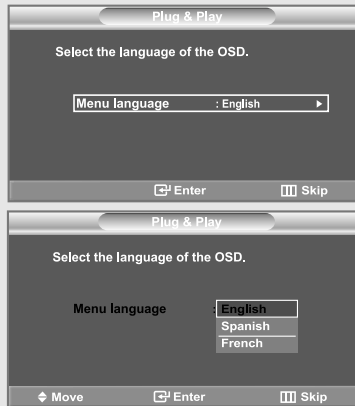 Plug & Play
Select the language of the OSD.
Menu language : English
Enter Skip
Plug & Play
Select the language of the OSD.
Menu language : English
Spanish
French
Move Enter Skip